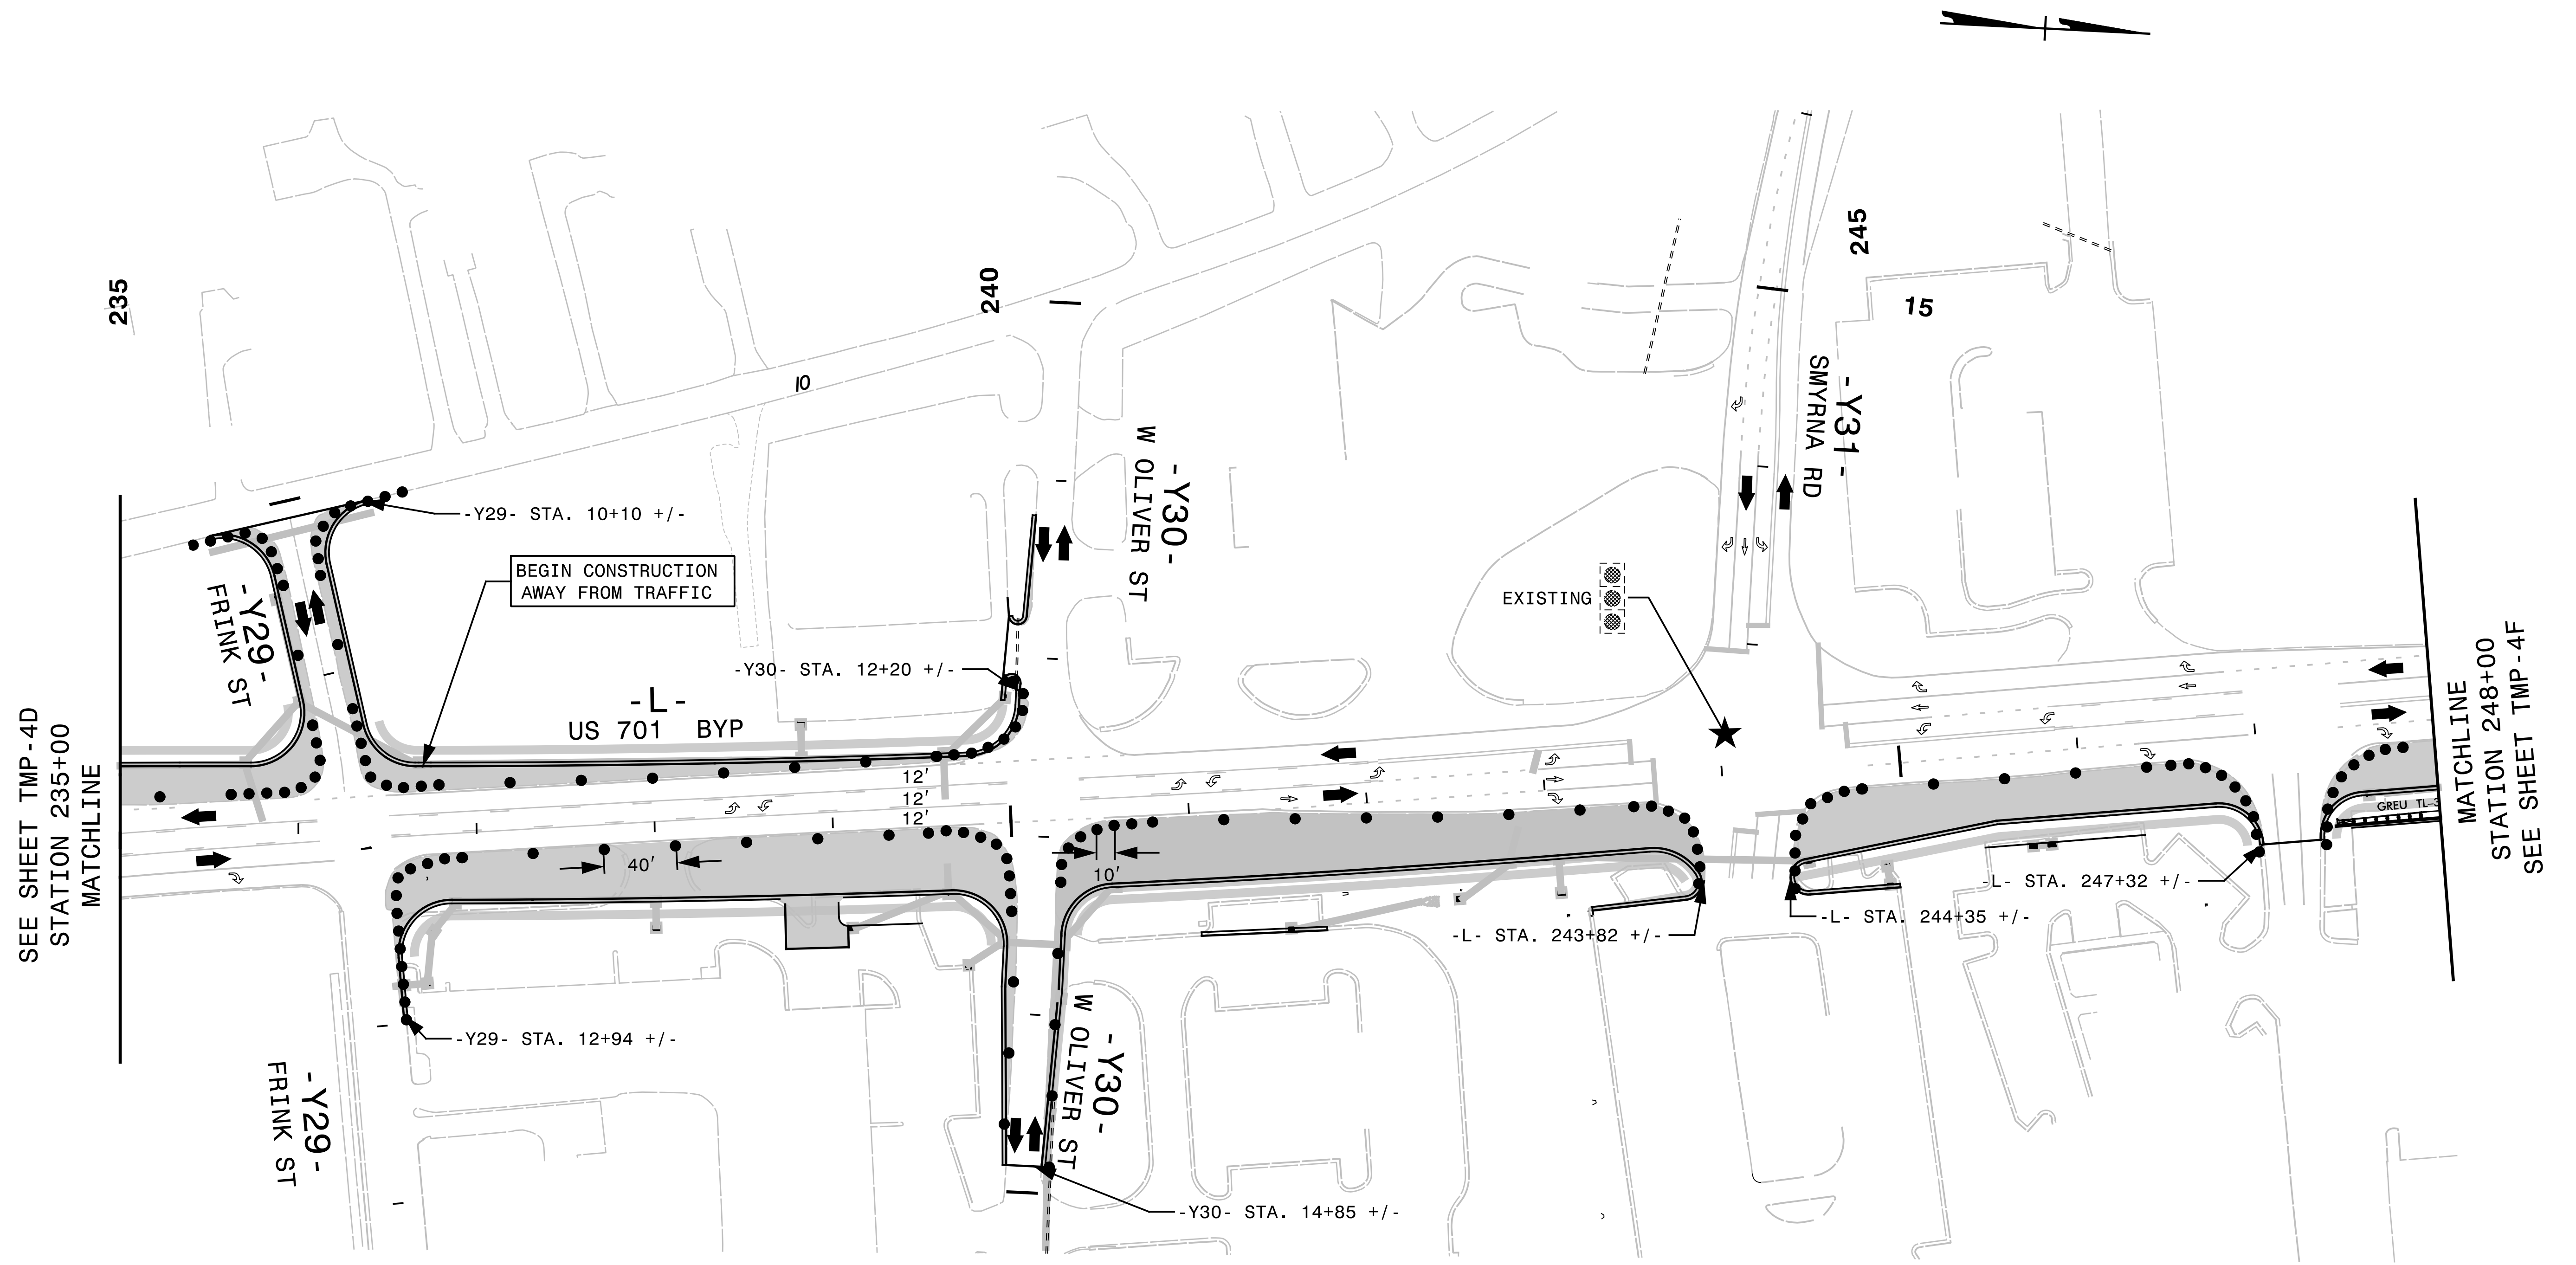 245
235
240
15
10
-Y31-
SMYRNA RD
-Y30-
W OLIVER ST
-Y29- STA. 10+10 +/-
BEGIN CONSTRUCTION
AWAY FROM TRAFFIC
-Y29-
FRINK ST
EXISTING
-Y30- STA. 12+20 +/-
-L-
US 701 BYP
SEE SHEET TMP-4D
STATION 235+00
MATCHLINE
MATCHLINE
STATION 248+00
SEE SHEET TMP-4F
12'
12'
12'
GREU TL-3
40'
10'
-L- STA. 247+32 +/-
-L- STA. 244+35 +/-
-L- STA. 243+82 +/-
-Y29- STA. 12+94 +/-
-Y30-
W OLIVER ST
-Y29-
FRINK ST
-Y30- STA. 14+85 +/-